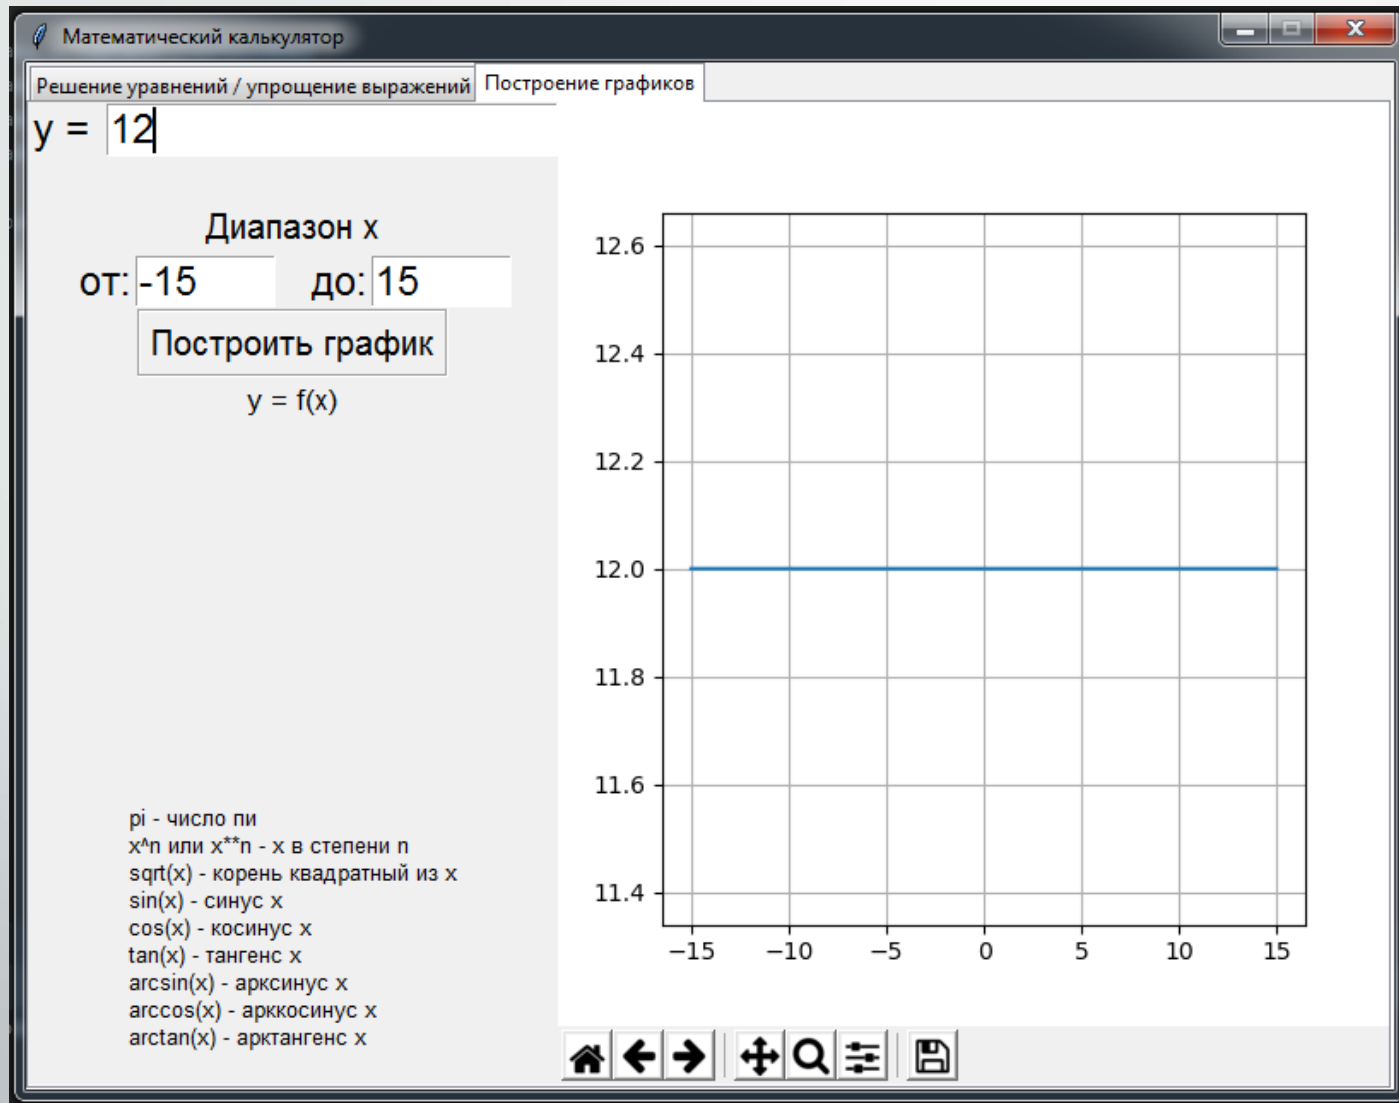 Математический калькулятор
Решение уравнений / упрощение выражений
Построение графиков
y = 12
Диапазон x
от: -15 до: 15
Построить график
y = f(x)
pi - число пи
x^n или x**n - x в степени n
sqrt(x) - корень квадратный из x
sin(x) - синус x
cos(x) - косинус x
tan(x) - тангенс x
arcsin(x) - арксинус x
arccos(x) - арккосинус x
arctan(x) - арктангенс x
12.6
12.4
12.2
12.0
11.8
11.6
11.4
−15 −10 −5 0 5 10 15